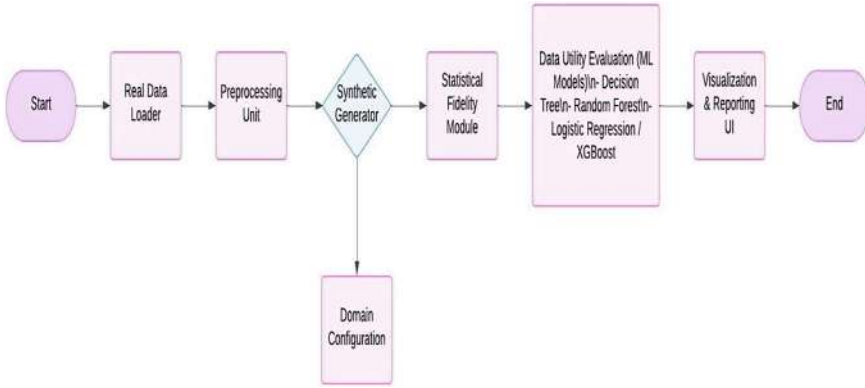 Start
Real Data
Loader
Preprocessing
Unit
Synthetic
Generator
Statistical
Fidelity
Module
Data Utility Evaluation (ML
Models)\n- Decision
Tree\n- Random Forest\n-
Logistic Regression /
XGBoost
Visualization
& Reporting
UI
End
Domain
Configuration